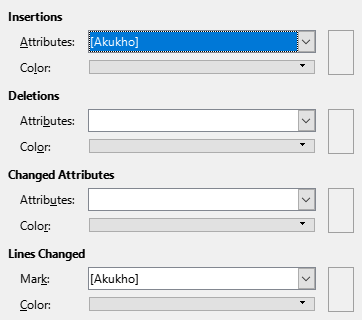 Insertions
Attributes: [Akukho]
Color:
Deletions
Attributes:
Color:
Changed Attributes
Attributes:
Color:
Lines Changed
Mark: [Akukho]
Color: